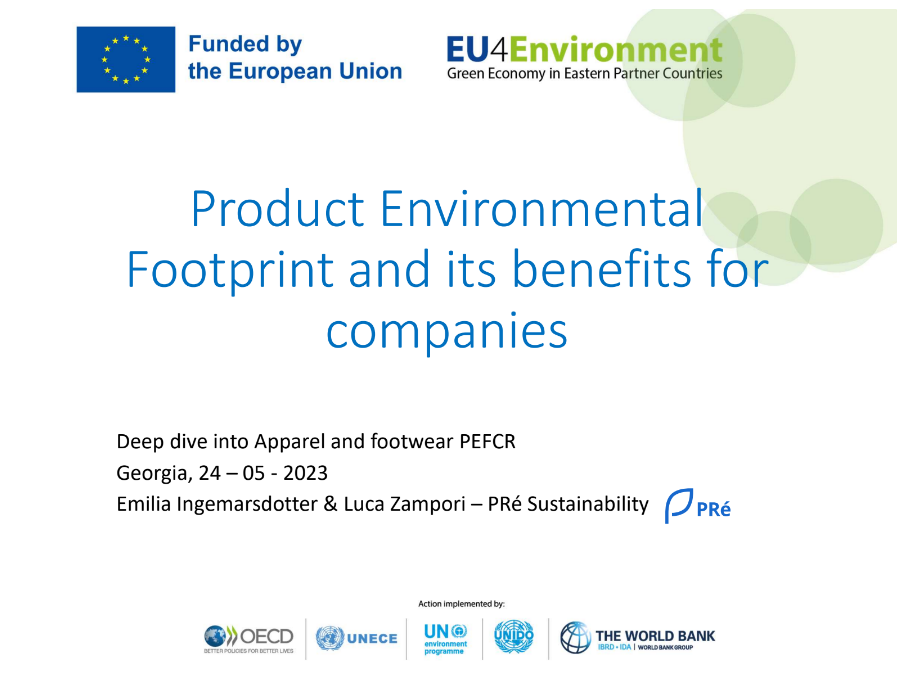 Funded by
the European Union
EU4Environment
Green Economy in Eastern Partner Countries
Product Environmental
Footprint and its benefits for
companies
Deep dive into Apparel and footwear PEFCR
Georgia, 24 – 05 - 2023
Emilia Ingemarsdotter & Luca Zampori – PRé Sustainability
PRé
Action implemented by:
OECD
BETTER POLICIES FOR BETTER LIVES
UNECE
UN
environment
programme
UNIDO
THE WORLD BANK
IBRD • IDA | WORLD BANK GROUP